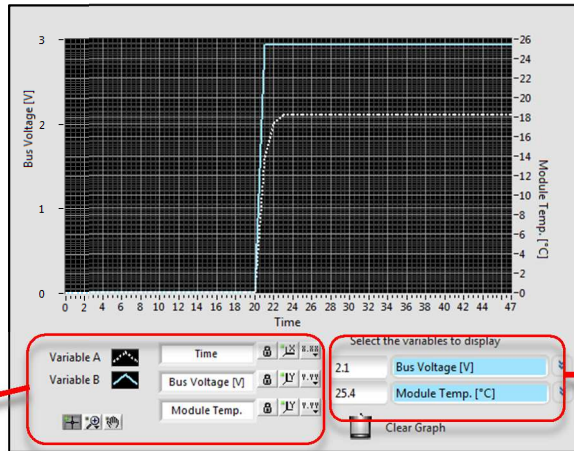 3
2
1
0
Bus Voltage [V]
26
24
22
20
18
16
14
12
10
8
6
4
2
0
Module Temp. [°C]
0 2 4 6 8 10 12 14 16 18 20 22 24 26 28 30 32 34 36 38 40 42 44 47
Time
Variable A
Variable B
Time
Bus Voltage [V]
Module Temp.
X.XX
Y.YY
Y.YY
Select the variables to display
2.1 Bus Voltage [V]
25.4 Module Temp. [°C]
Clear Graph